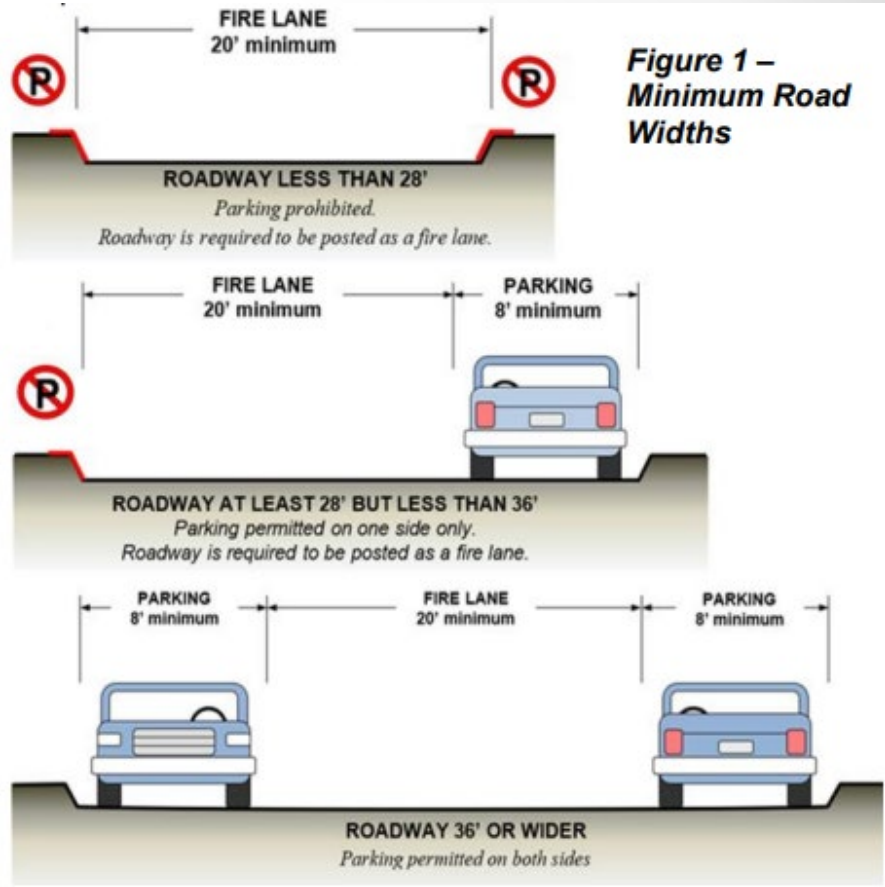 FIRE LANE
20' minimum
P
P
Figure 1 –
Minimum Road
Widths
ROADWAY LESS THAN 28'
Parking prohibited.
Roadway is required to be posted as a fire lane.
FIRE LANE
20' minimum
PARKING
8' minimum
P
ROADWAY AT LEAST 28' BUT LESS THAN 36'
Parking permitted on one side only.
Roadway is required to be posted as a fire lane.
PARKING
8' minimum
FIRE LANE
20' minimum
PARKING
8' minimum
ROADWAY 36' OR WIDER
Parking permitted on both sides